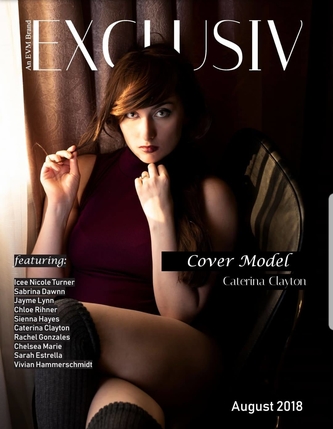 An EVM Brand
EXCLUSIV
featuring:
Icee Nicole Turner
Sabrina Dawnn
Jayme Lynn
Chloe Rihner
Sienna Hayes
Caterina Clayton
Rachel Gonzales
Chelsea Marie
Sarah Estrella
Vivian Hammerschmidt
Cover Model
Caterina Clayton
August 2018